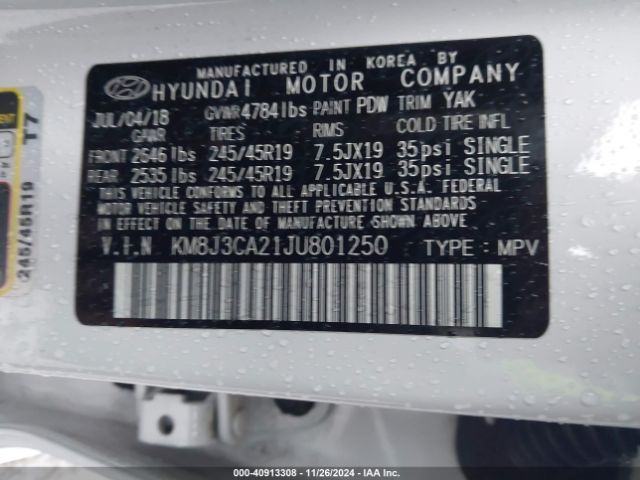 MANUFACTURED IN KOREA BY
HYUNDAI MOTOR COMPANY
JUL/04/18 GVWR 4784lbs PAINT PDW TRIM YAK
GAWR TIRES RIMS COLD TIRE INFL
FRONT 2646 lbs 245/45R19 7.5JX19 35psi SINGLE
REAR 2535 lbs 245/45R19 7.5JX19 35psi SINGLE
THIS VEHICLE CONFORMS TO ALL APPLICABLE U.S.A. FEDERAL
MOTOR VEHICLE SAFETY AND THEFT PREVENTION STANDARDS
IN EFFECT ON THE DATE OF MANUFACTURE SHOWN ABOVE
V.I.N KM8J3CA21JU801250 TYPE : MPV
245/45R19 T7
000-40913308 - 11/26/2024 - IAA, Inc.